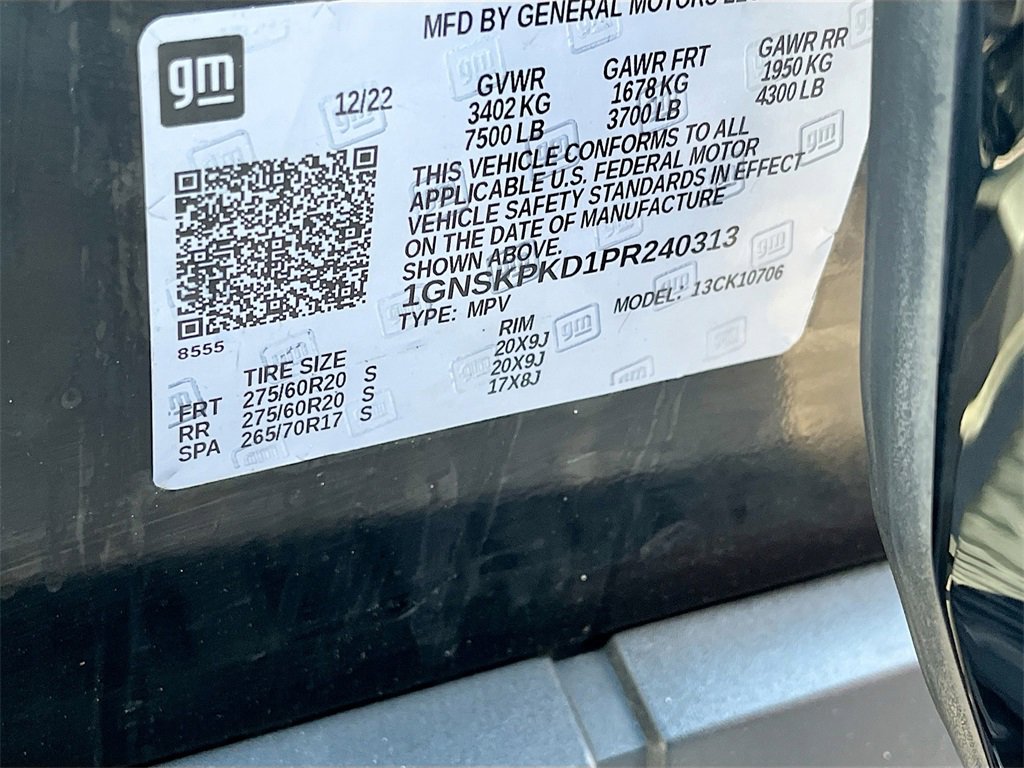 MFD BY GENERAL MOTORS LLC
gm
12/22
GVWR GAWR FRT GAWR RR
3402 KG 1678 KG 1950 KG
7500 LB 3700 LB 4300 LB
THIS VEHICLE CONFORMS TO ALL
APPLICABLE U.S. FEDERAL MOTOR
VEHICLE SAFETY STANDARDS IN EFFECT
ON THE DATE OF MANUFACTURE
SHOWN ABOVE.
1GNSKPKD1PR240313
TYPE: MPV MODEL: 13CK10706
8555
TIRE SIZE RIM
FRT 275/60R20 S 20X9J
RR 275/60R20 S 20X9J
SPA 265/70R17 S 17X8J